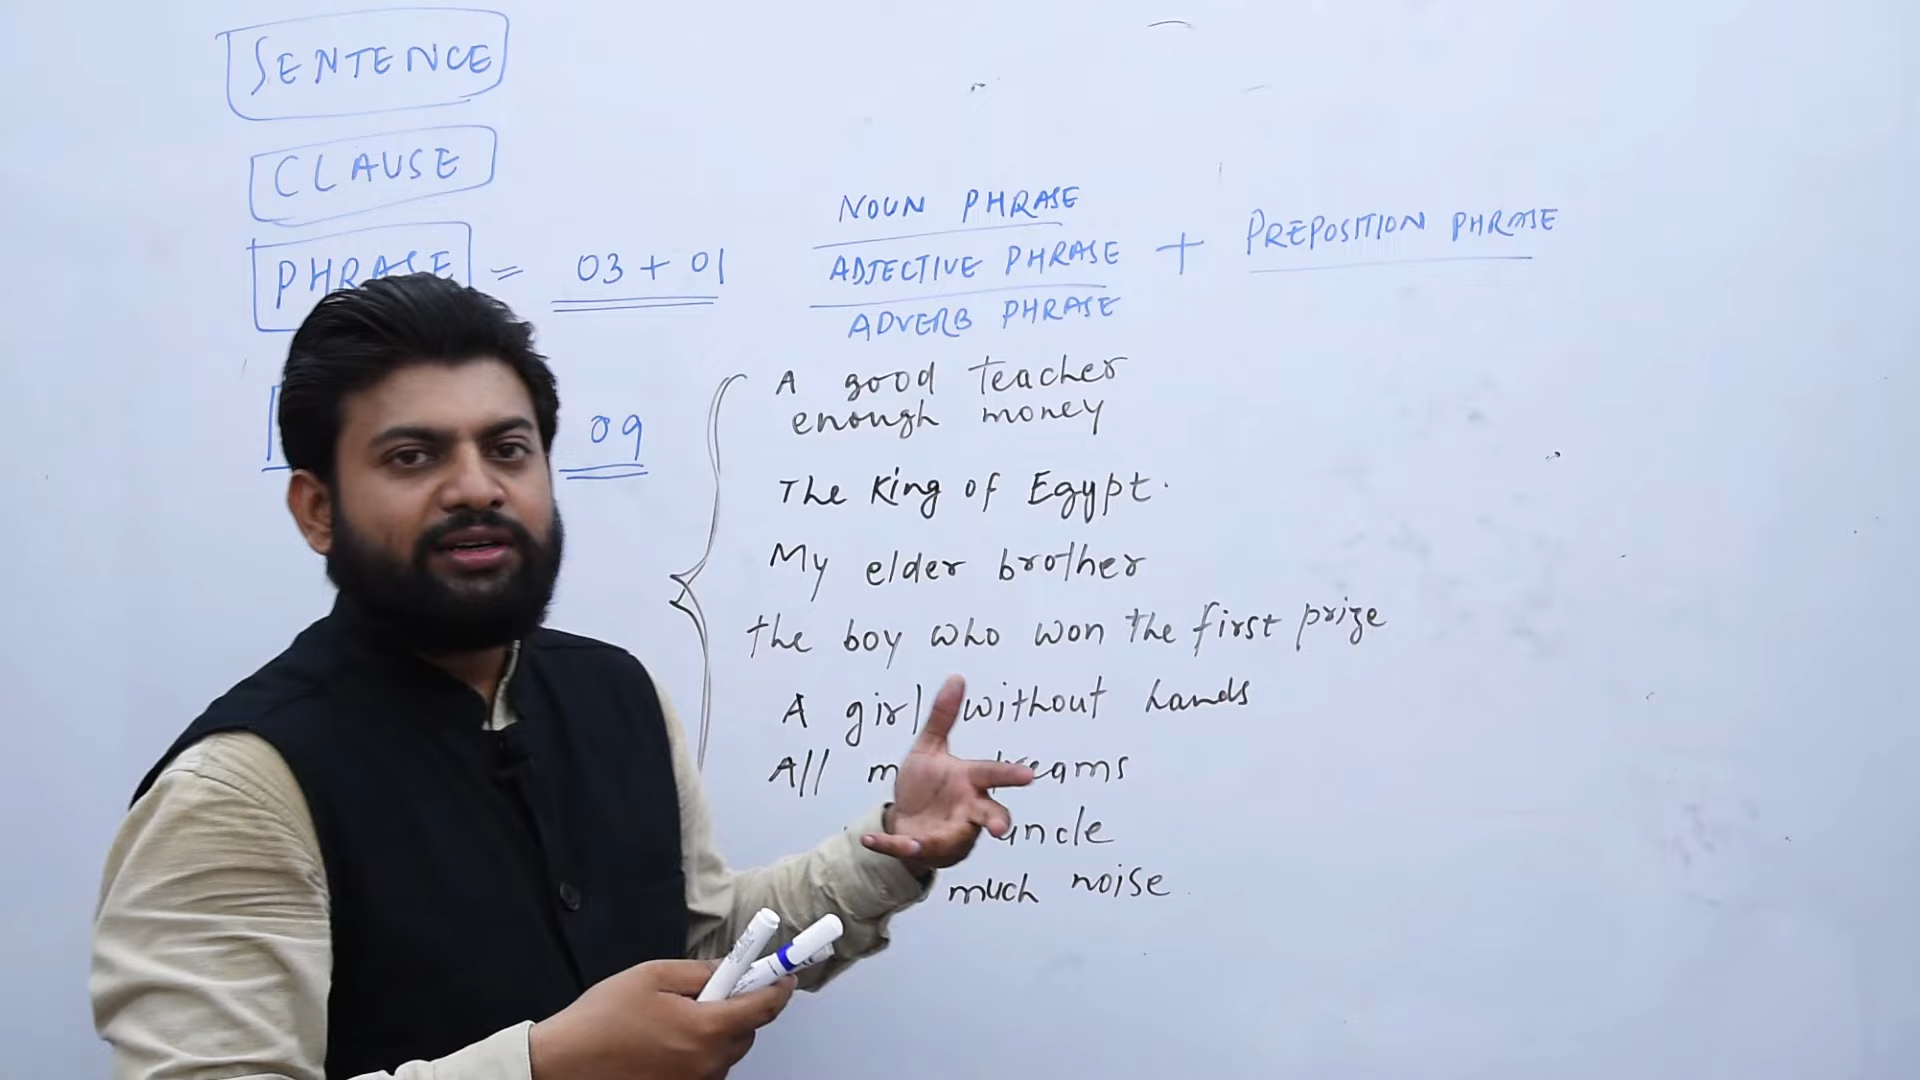 SENTENCE
CLAUSE
PHRASE = 03 + 01
NOUN PHRASE
ADJECTIVE PHRASE + PREPOSITION PHRASE
ADVERB PHRASE
09
A good teacher
enough money
The King of Egypt.
My elder brother
the boy who won the first prize
A girl without hands
All dreams
uncle
much noise